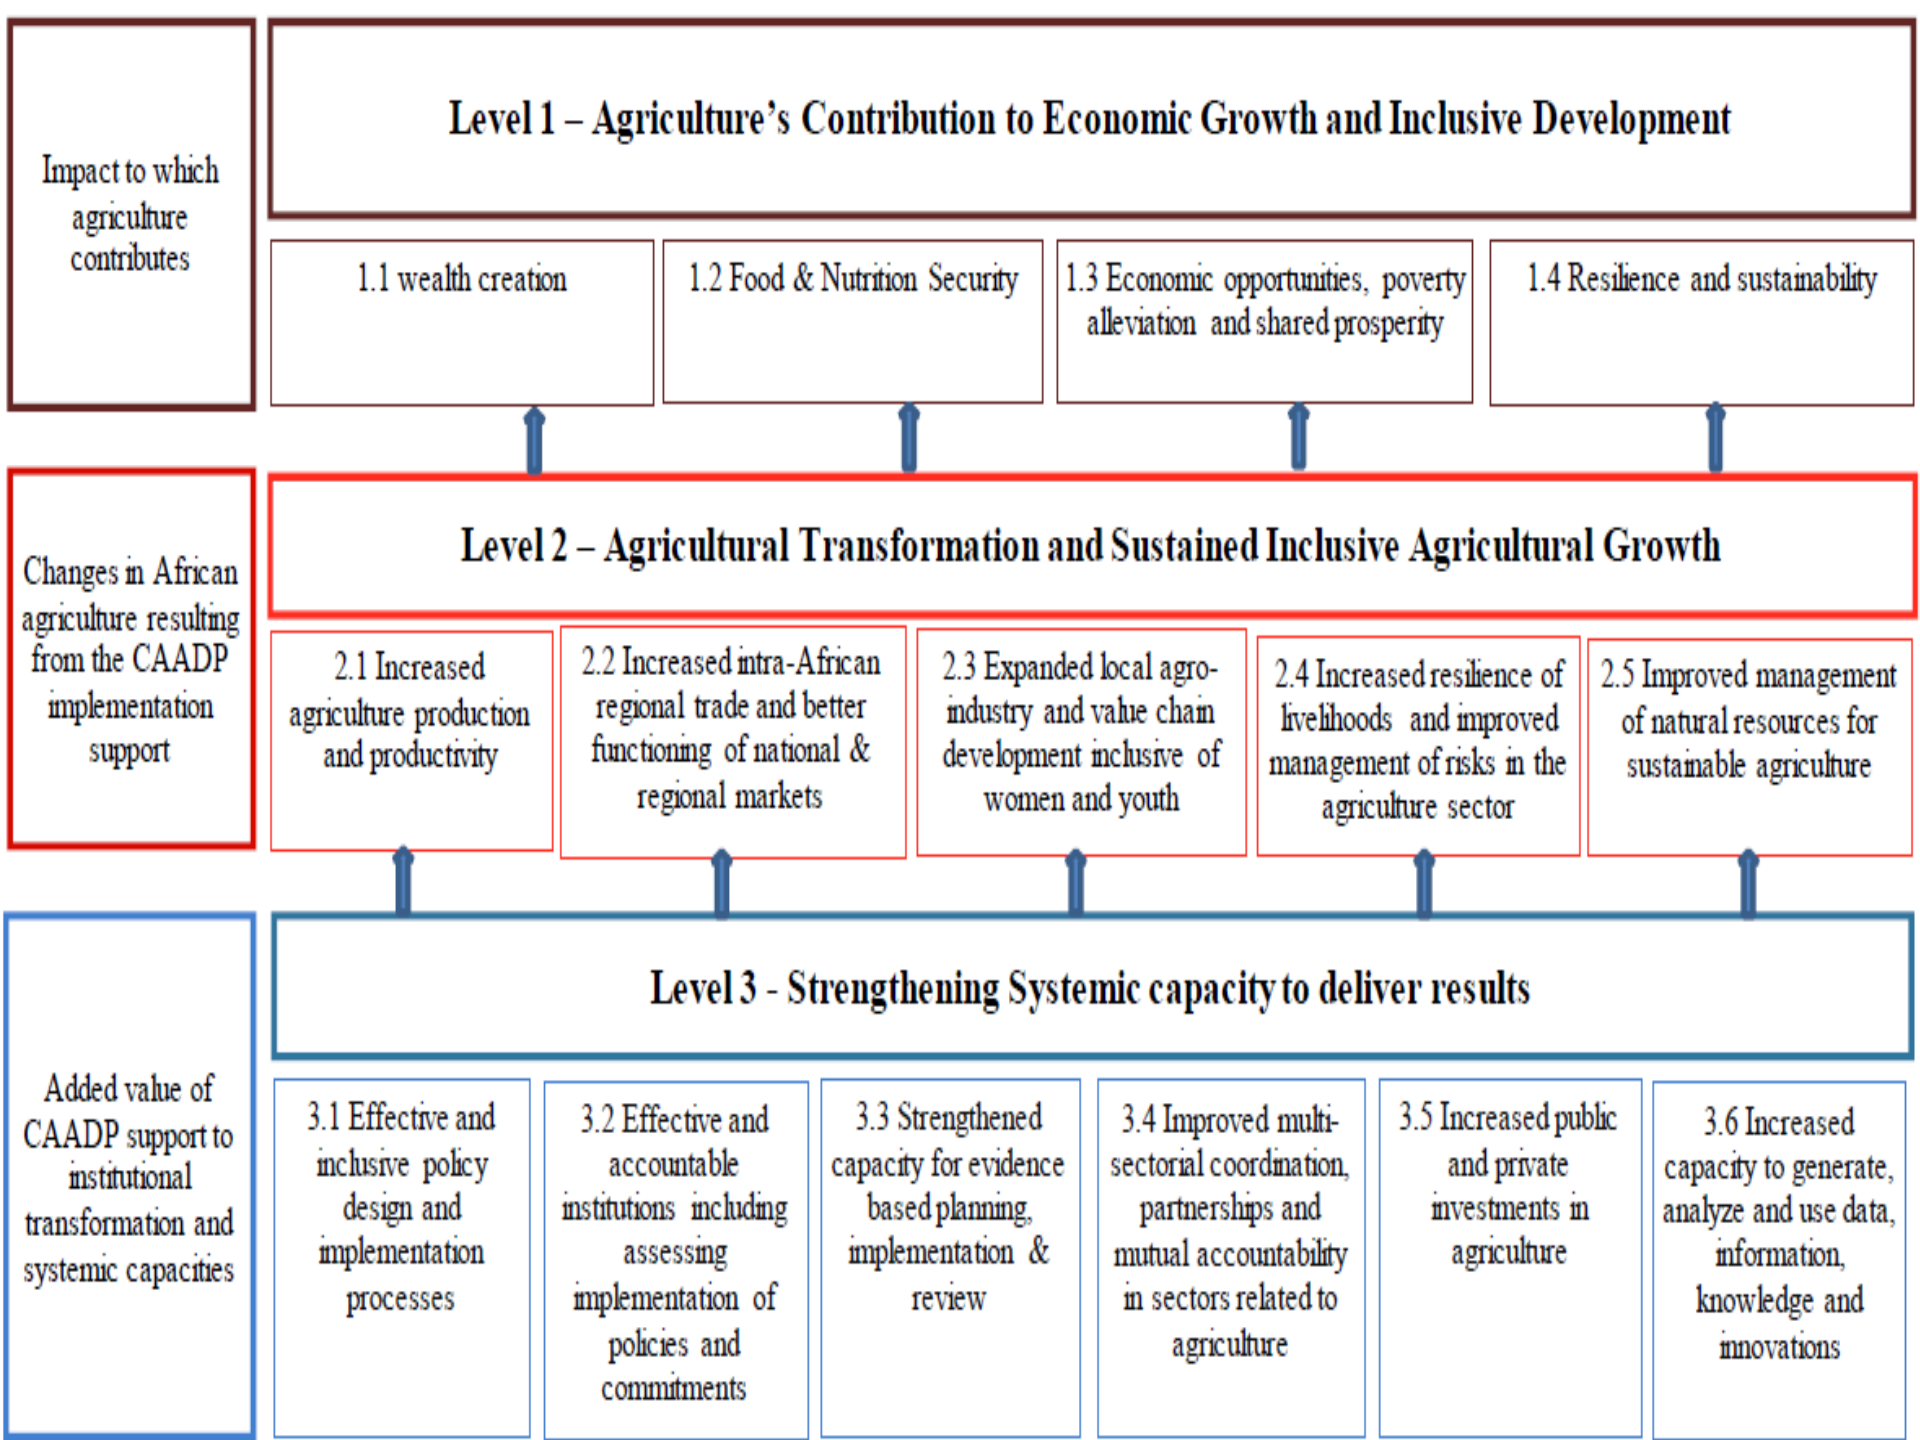 Impact to which
agriculture
contributes
Level 1 – Agriculture’s Contribution to Economic Growth and Inclusive Development
1.1 wealth creation
1.2 Food & Nutrition Security
1.3 Economic opportunities, poverty
alleviation and shared prosperity
1.4 Resilience and sustainability
Changes in African
agriculture resulting
from the CAADP
implementation
support
Level 2 – Agricultural Transformation and Sustained Inclusive Agricultural Growth
2.1 Increased
agriculture production
and productivity
2.2 Increased intra-African
regional trade and better
functioning of national &
regional markets
2.3 Expanded local agro-
industry and value chain
development inclusive of
women and youth
2.4 Increased resilience of
livelihoods and improved
management of risks in the
agriculture sector
2.5 Improved management
of natural resources for
sustainable agriculture
Added value of
CAADP support to
institutional
transformation and
systemic capacities
Level 3 - Strengthening Systemic capacity to deliver results
3.1 Effective and
inclusive policy
design and
implementation
processes
3.2 Effective and
accountable
institutions including
assessing
implementation of
policies and
commitments
3.3 Strengthened
capacity for evidence
based planning,
implementation &
review
3.4 Improved multi-
sectorial coordination,
partnerships and
mutual accountability
in sectors related to
agriculture
3.5 Increased public
and private
investments in
agriculture
3.6 Increased
capacity to generate,
analyze and use data,
information,
knowledge and
innovations